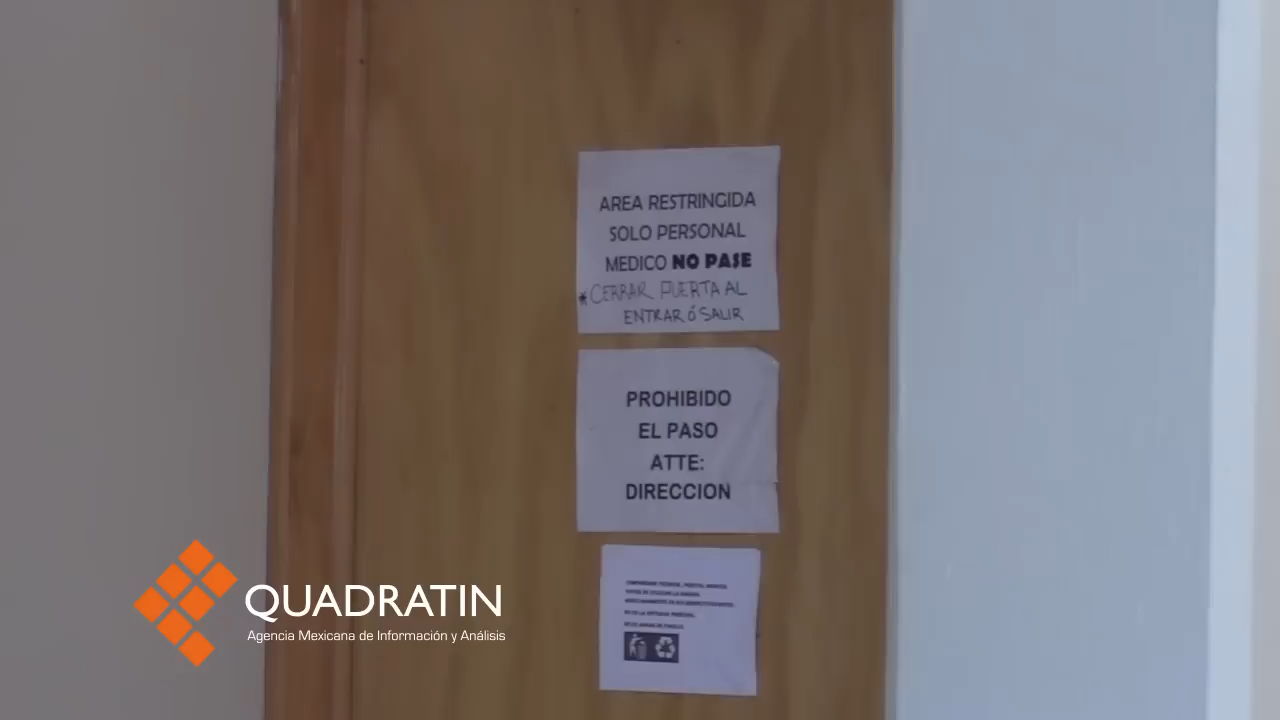 AREA RESTRINGIDA
SOLO PERSONAL
MEDICO NO PASE
*CERRAR PUERTA AL
ENTRAR ó SALIR
PROHIBIDO
EL PASO
ATTE:
DIRECCION
QUADRATIN
Agencia Mexicana de Información y Análisis